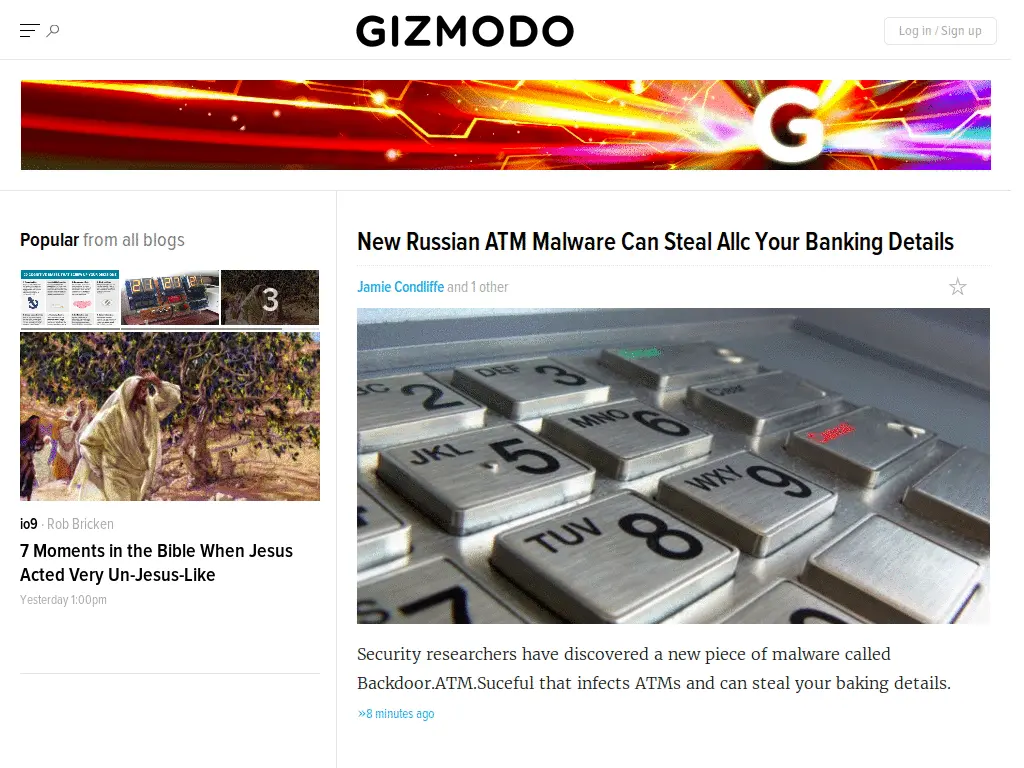 GIZMODO
Log in / Sign up
G
Popular from all blogs
3
io9 · Rob Bricken
7 Moments in the Bible When Jesus
Acted Very Un-Jesus-Like
Yesterday 1:00pm
New Russian ATM Malware Can Steal Allc Your Banking Details
Jamie Condliffe and 1 other
2
DEF 3
Clear
MNO 6
JKL 5
Cancel
WXY 9
TUV 8
7
Security researchers have discovered a new piece of malware called
Backdoor.ATM.Suceful that infects ATMs and can steal your baking details.
»8 minutes ago